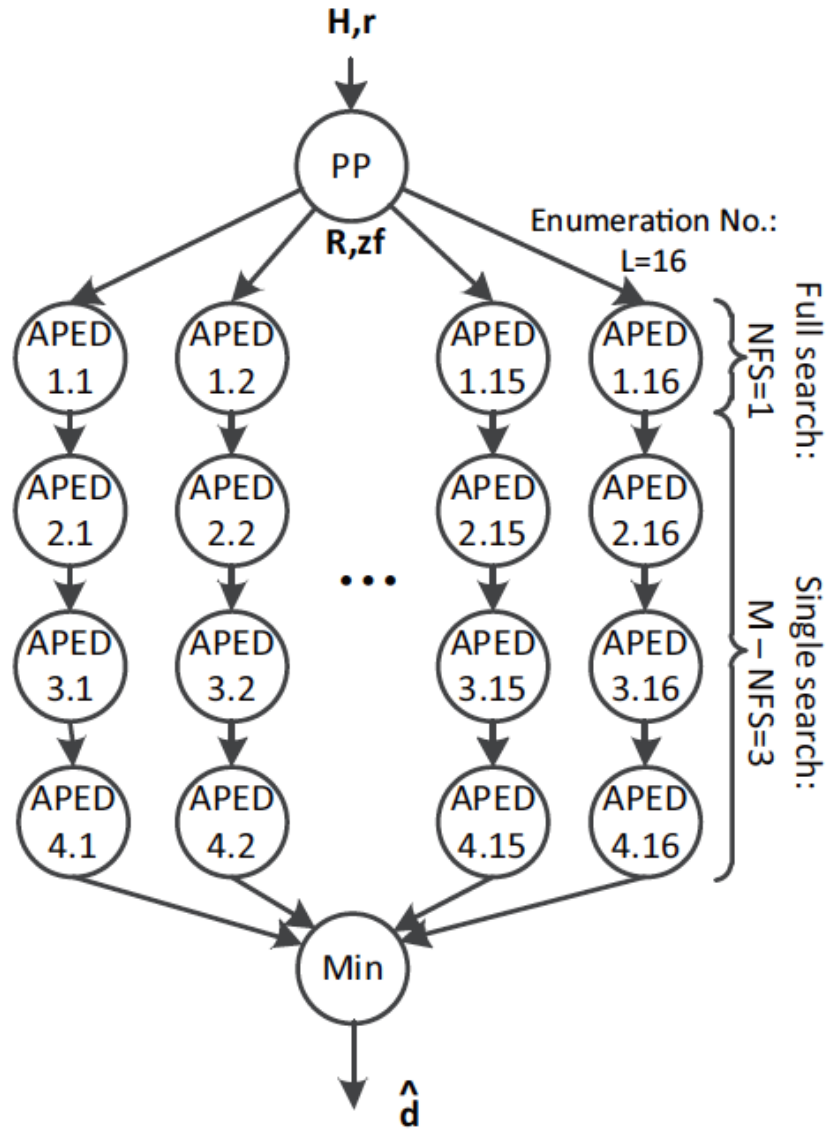 H,r
PP
R,zf
Enumeration No.:
L=16
APED
1.1
APED
1.2
APED
1.15
APED
1.16
Full search:
NFS=1
APED
2.1
APED
2.2
APED
2.15
APED
2.16
...
APED
3.1
APED
3.2
APED
3.15
APED
3.16
Single search:
M – NFS=3
APED
4.1
APED
4.2
APED
4.15
APED
4.16
Min
d̂